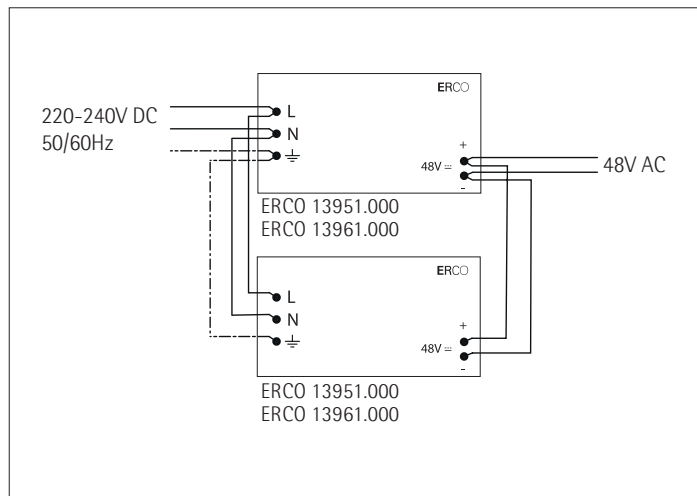 ERCO
220-240V DC
50/60Hz
L
N
+
48V
-
48V AC
ERCO 13951.000
ERCO 13961.000
ERCO
L
N
+
48V
-
ERCO 13951.000
ERCO 13961.000